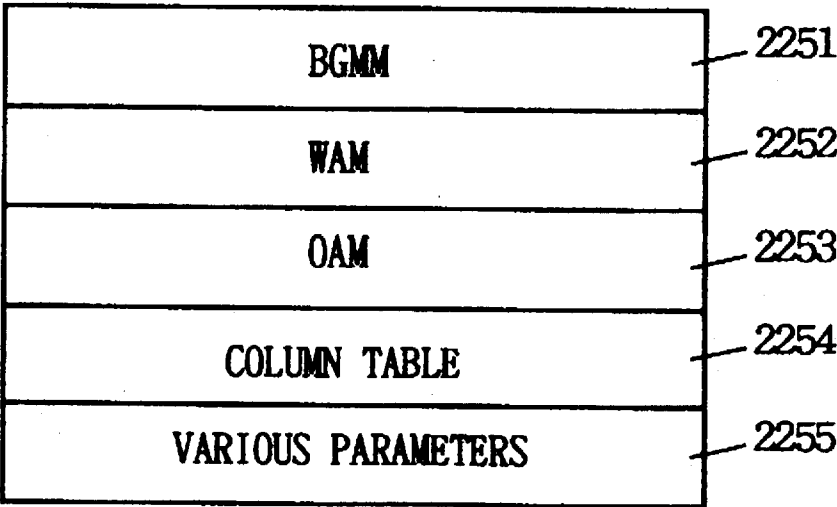 BGMM 2251
WAM 2252
OAM 2253
COLUMN TABLE 2254
VARIOUS PARAMETERS 2255